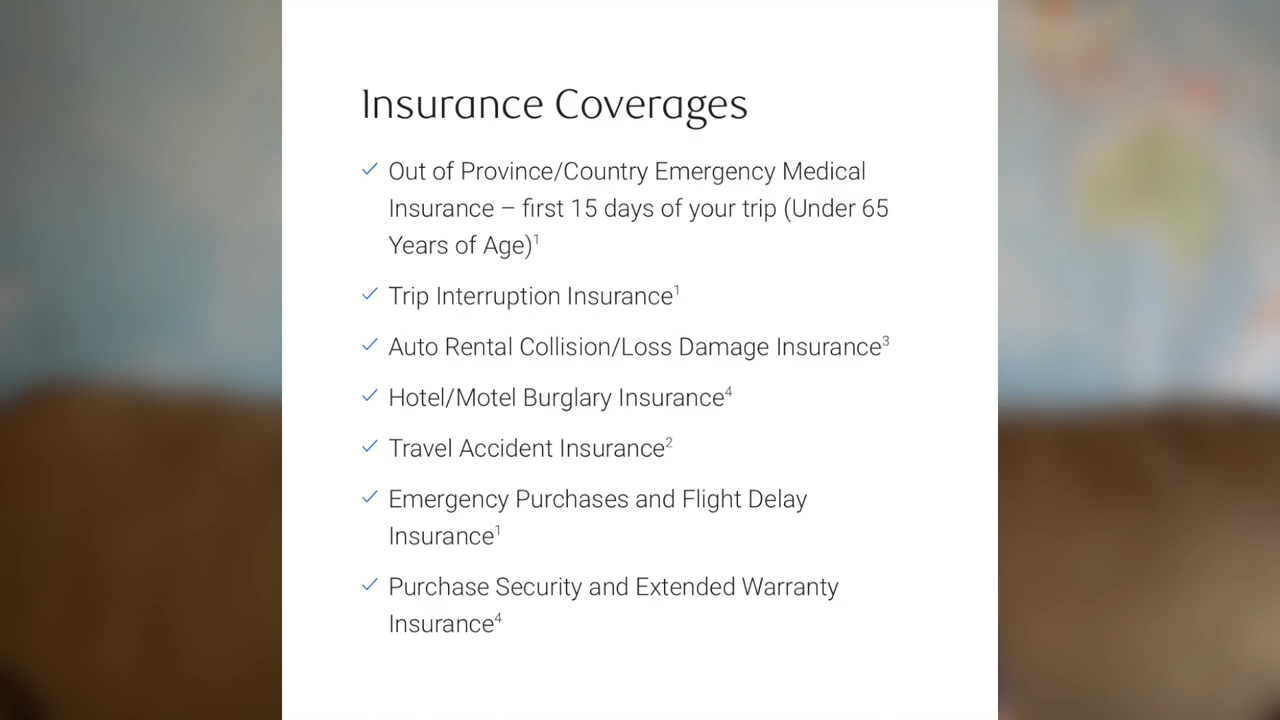 Insurance Coverages
Out of Province/Country Emergency Medical
Insurance – first 15 days of your trip (Under 65
Years of Age)¹
Trip Interruption Insurance¹
Auto Rental Collision/Loss Damage Insurance³
Hotel/Motel Burglary Insurance⁴
Travel Accident Insurance²
Emergency Purchases and Flight Delay
Insurance¹
Purchase Security and Extended Warranty
Insurance⁴